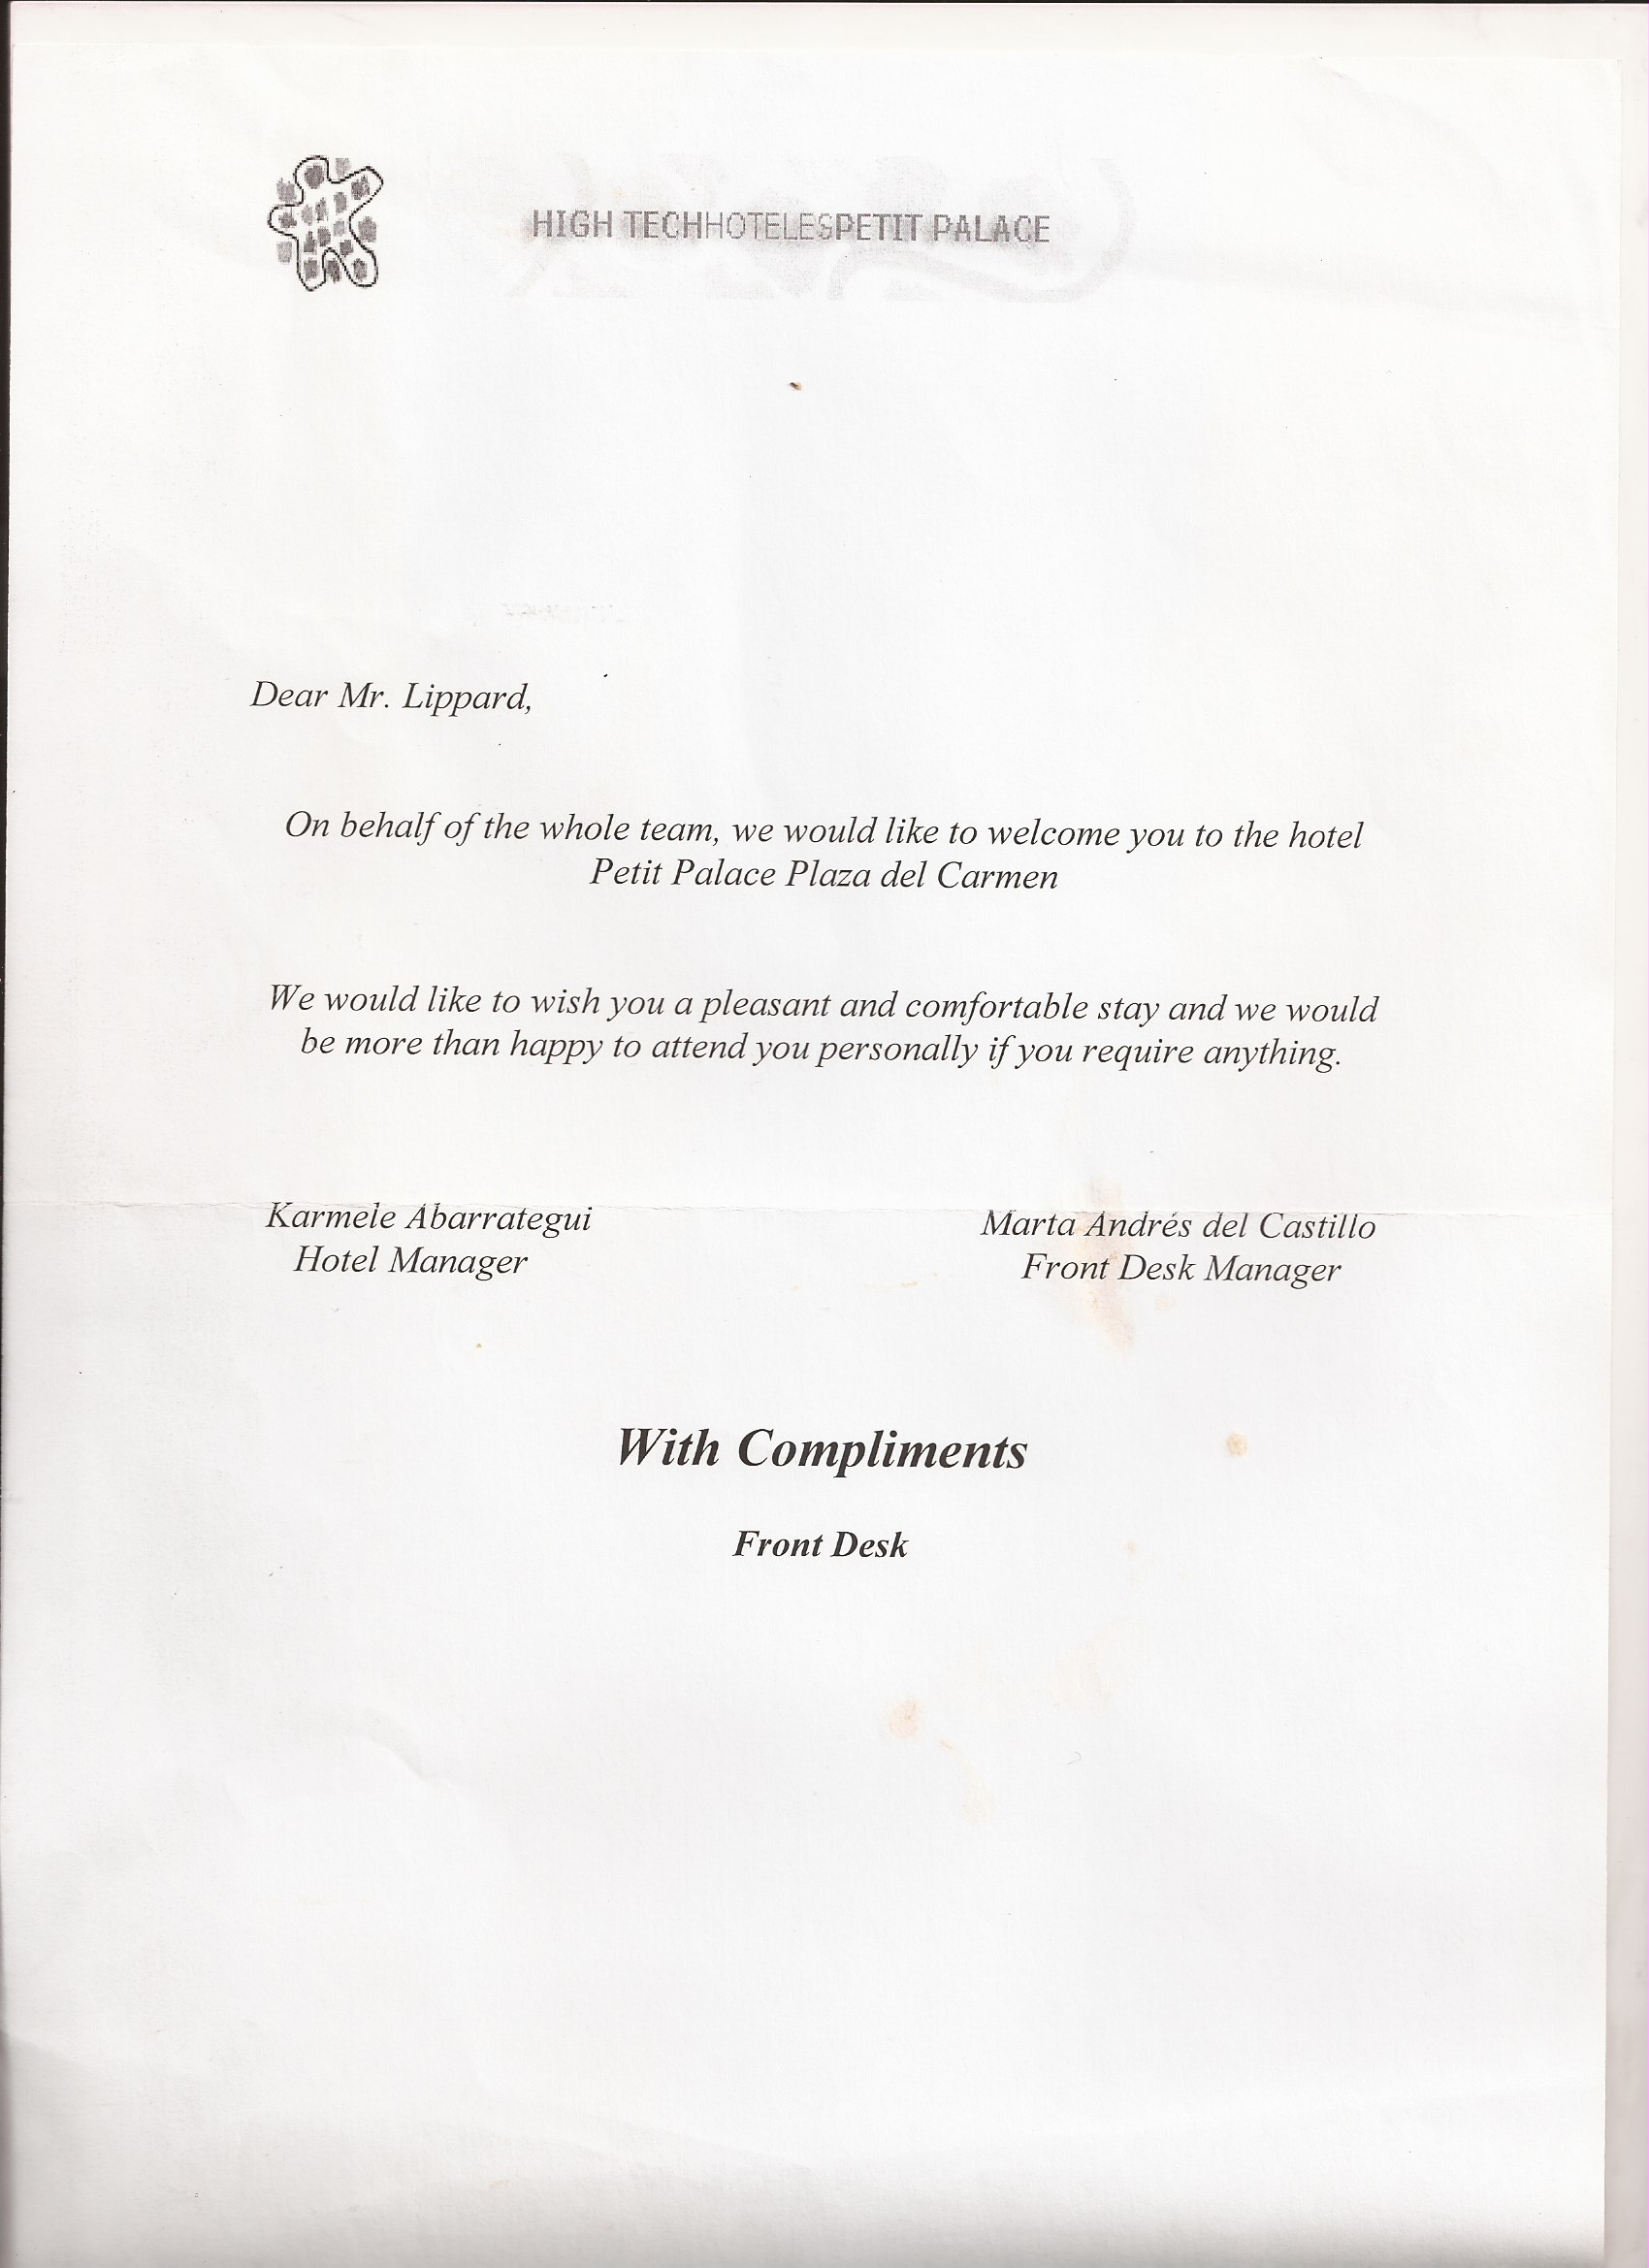 HIGH TECHHOTELESPETIT PALACE
Dear Mr. Lippard,
On behalf of the whole team, we would like to welcome you to the hotel
Petit Palace Plaza del Carmen
We would like to wish you a pleasant and comfortable stay and we would
be more than happy to attend you personally if you require anything.
Karmele Abarrategui
Hotel Manager
Marta Andrés del Castillo
Front Desk Manager
With Compliments
Front Desk